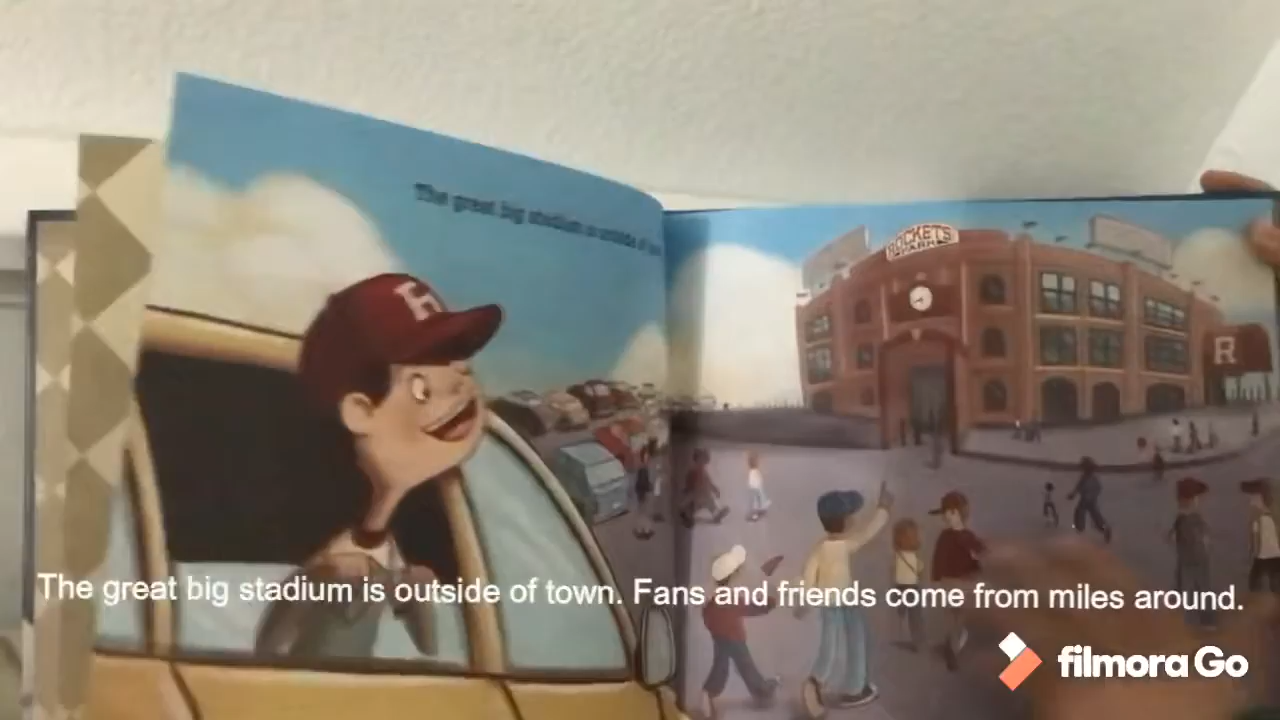 The great big stadium is outside of
ROCKETS
PARK
R
R
The great big stadium is outside of town. Fans and friends come from miles around.
filmora Go